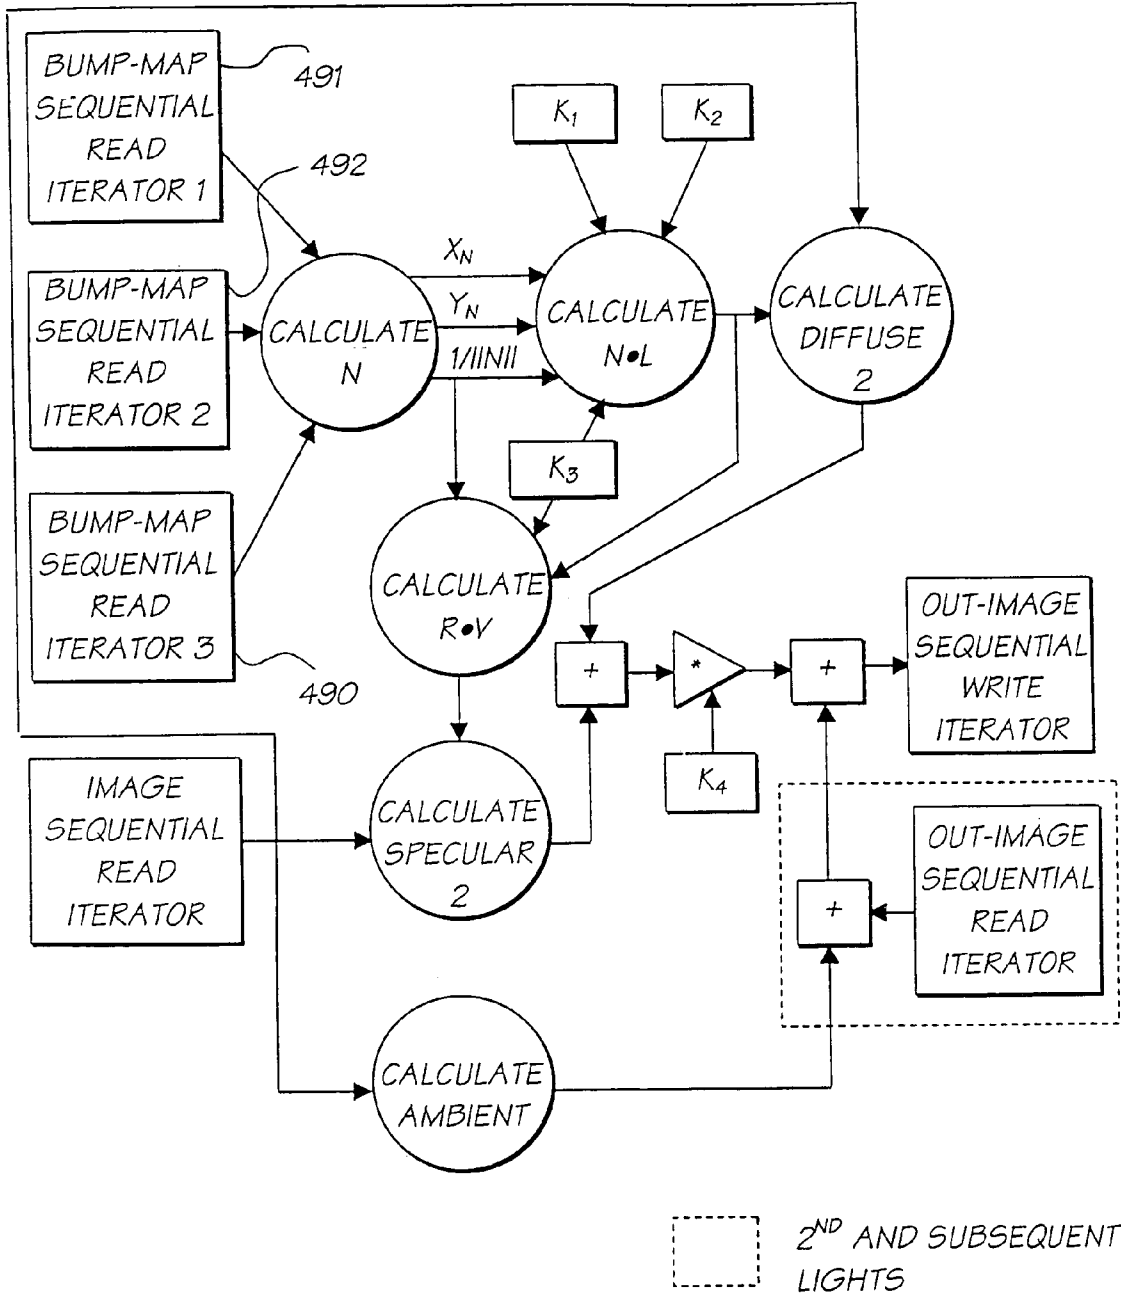 BUMP-MAP
SEQUENTIAL
READ
ITERATOR 1
491
K1
K2
492
BUMP-MAP
SEQUENTIAL
READ
ITERATOR 2
CALCULATE
N
XN
YN
1/||N||
CALCULATE
N•L
CALCULATE
DIFFUSE
2
K3
BUMP-MAP
SEQUENTIAL
READ
ITERATOR 3
490
CALCULATE
R•V
+
*
+
K4
OUT-IMAGE
SEQUENTIAL
WRITE
ITERATOR
IMAGE
SEQUENTIAL
READ
ITERATOR
CALCULATE
SPECULAR
2
+
OUT-IMAGE
SEQUENTIAL
READ
ITERATOR
CALCULATE
AMBIENT
2ND AND SUBSEQUENT
LIGHTS